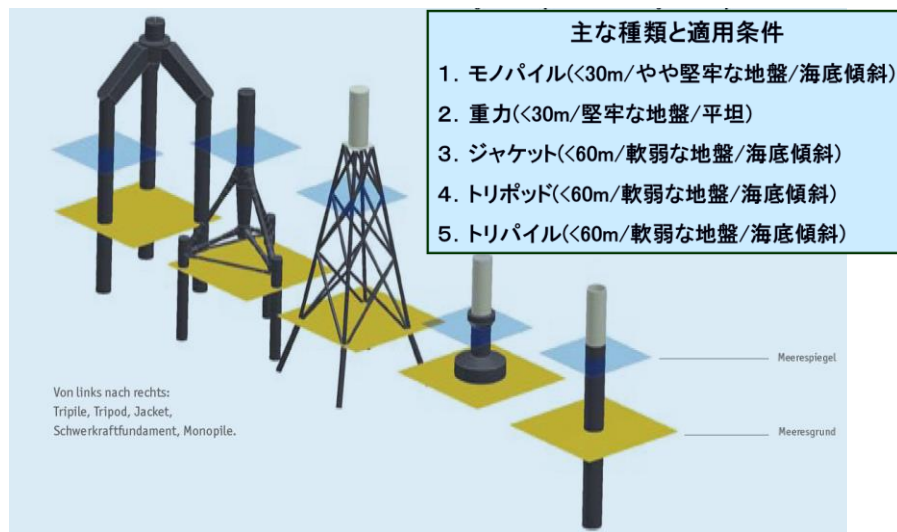 主な種類と適用条件
1. モノパイル(<30m/やや堅牢な地盤/海底傾斜)
2. 重力(<30m/堅牢な地盤/平坦)
3. ジャケット(<60m/軟弱な地盤/海底傾斜)
4. トリポッド(<60m/軟弱な地盤/海底傾斜)
5. トリパイル(<60m/軟弱な地盤/海底傾斜)
Meerespiegel
Von links nach rechts:
Tripile, Tripod, Jacket,
Schwerkraftfundament, Monopile.
Meeresgrund